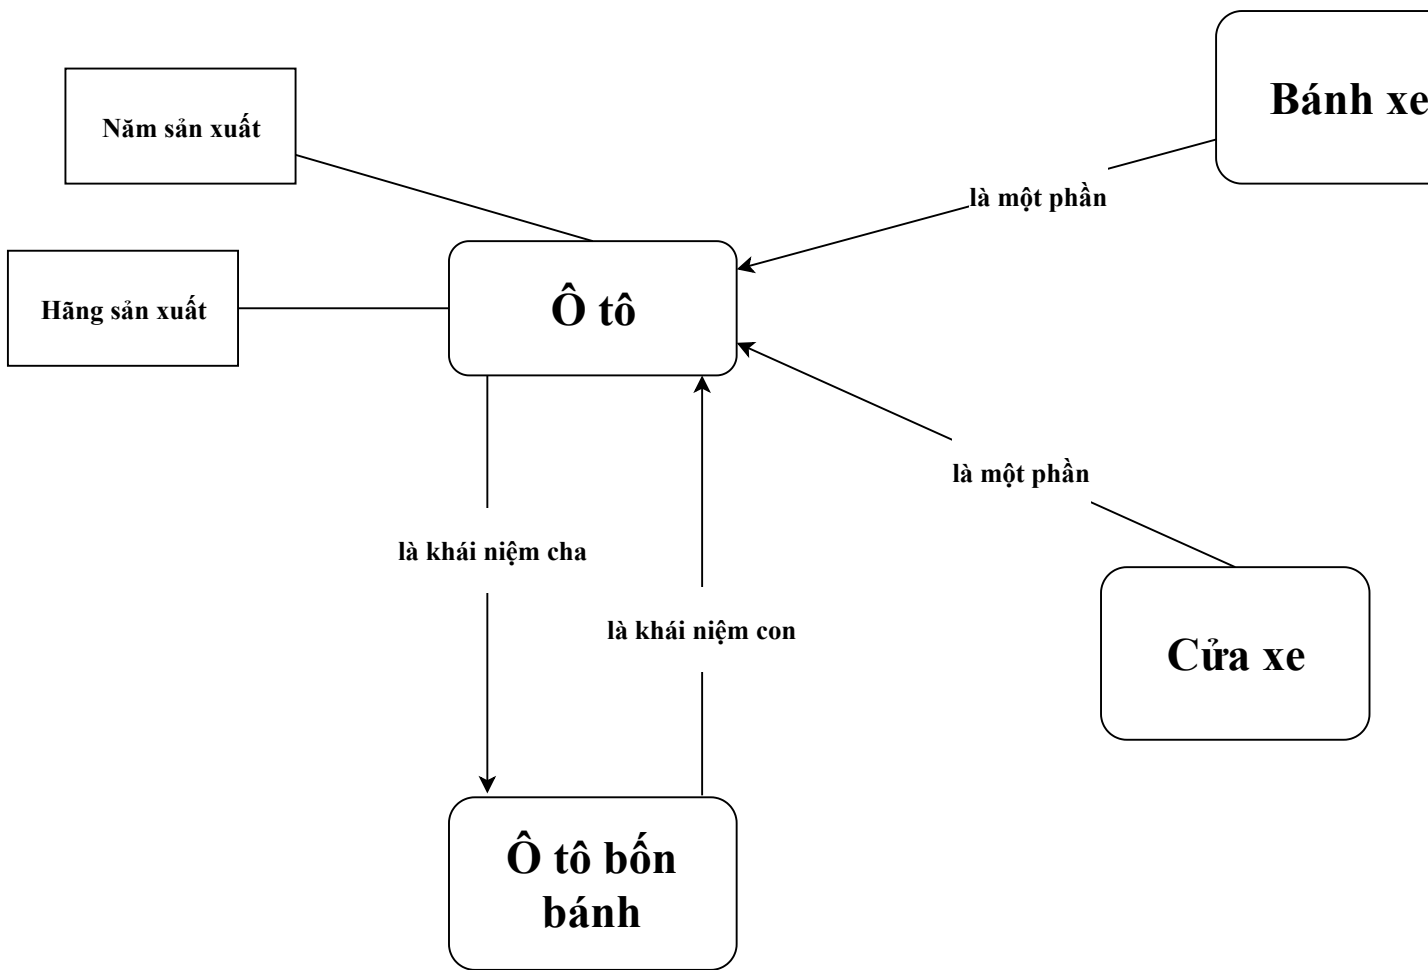 Bánh xe
Năm sản xuất
là một phần
Hãng sản xuất
Ô tô
là một phần
là khái niệm cha
là khái niệm con
Cửa xe
Ô tô bốn
bánh